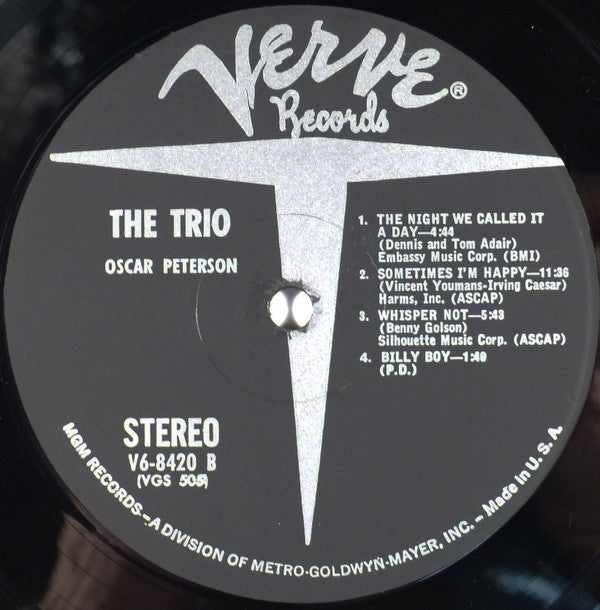 Verve®
Records
THE TRIO
OSCAR PETERSON
1. THE NIGHT WE CALLED IT
A DAY—4:44
(Dennis and Tom Adair)
Embassy Music Corp. (BMI)
2. SOMETIMES I'M HAPPY—11:36
(Vincent Youmans-Irving Caesar)
Harms, Inc. (ASCAP)
3. WHISPER NOT—5:43
(Benny Golson)
Silhouette Music Corp. (ASCAP)
4. BILLY BOY—1:40
(P.D.)
STEREO
V6-8420 B
(VGS 505)
MGM RECORDS—A DIVISION OF METRO-GOLDWYN-MAYER, INC. – Made in U. S. A.